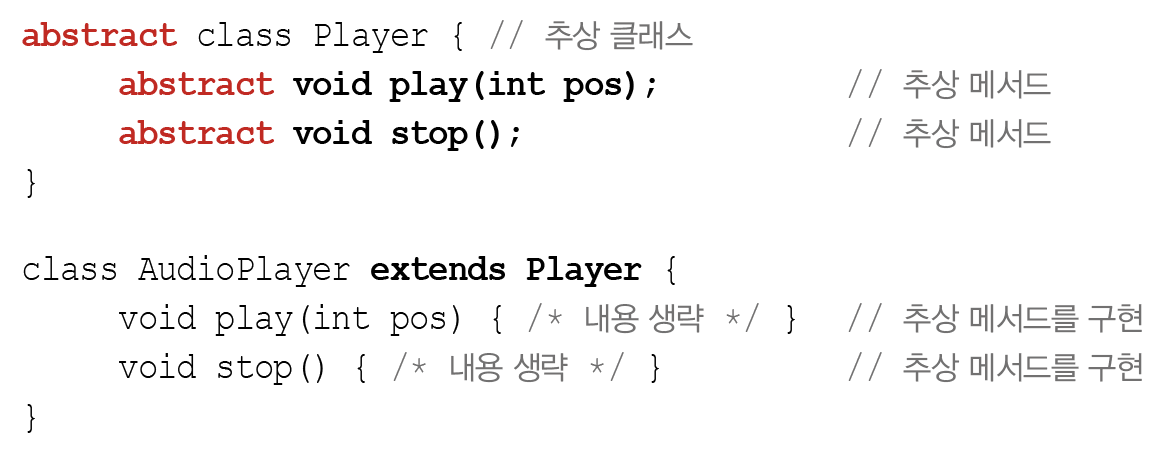 abstract class Player { // 추상 클래스
abstract void play(int pos); // 추상 메서드
abstract void stop(); // 추상 메서드
}
class AudioPlayer extends Player {
void play(int pos) { /* 내용 생략 */ } // 추상 메서드를 구현
void stop() { /* 내용 생략 */ } // 추상 메서드를 구현
}